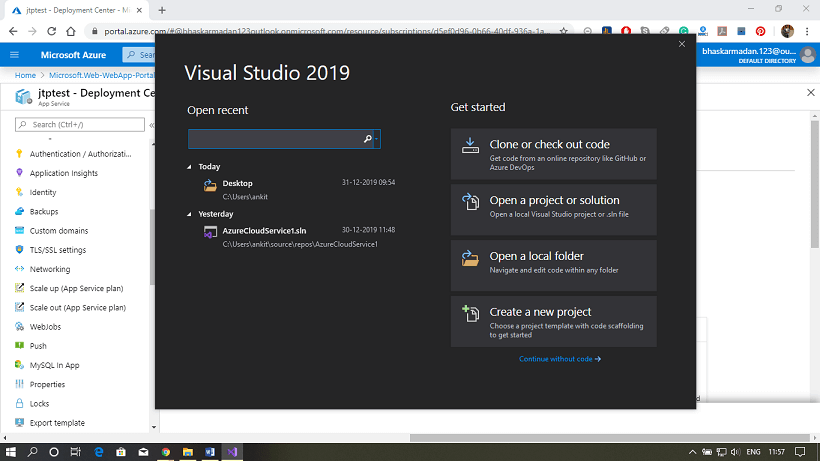 jtptest - Deployment Center - Mi
portal.azure.com/#@bhaskarmadan123outlook.onmicrosoft.com/resource/subscriptions/d5ef0d96-0b66-40df-936a-1a
Microsoft Azure
Sea
bhaskarmadan.123@ou...
DEFAULT DIRECTORY
Home
Microsoft.Web-WebApp-Portal
jtptest - Deployment Ce
App Service
Search (Ctrl+/)
Authentication / Authorizati...
Application Insights
Identity
Backups
Custom domains
TLS/SSL settings
Networking
Scale up (App Service plan)
Scale out (App Service plan)
WebJobs
Push
MySQL In App
Properties
Locks
Export template
Visual Studio 2019
Open recent
Today
Desktop 31-12-2019 09:54
C:\Users\ankit
Yesterday
AzureCloudService1.sln 30-12-2019 11:48
C:\Users\ankit\source\repos\AzureCloudService1
Get started
Clone or check out code
Get code from an online repository like GitHub or
Azure DevOps
Open a project or solution
Open a local Visual Studio project or .sln file
Open a local folder
Navigate and edit code within any folder
Create a new project
Choose a project template with code scaffolding
to get started
Continue without code →
ENG 11:57